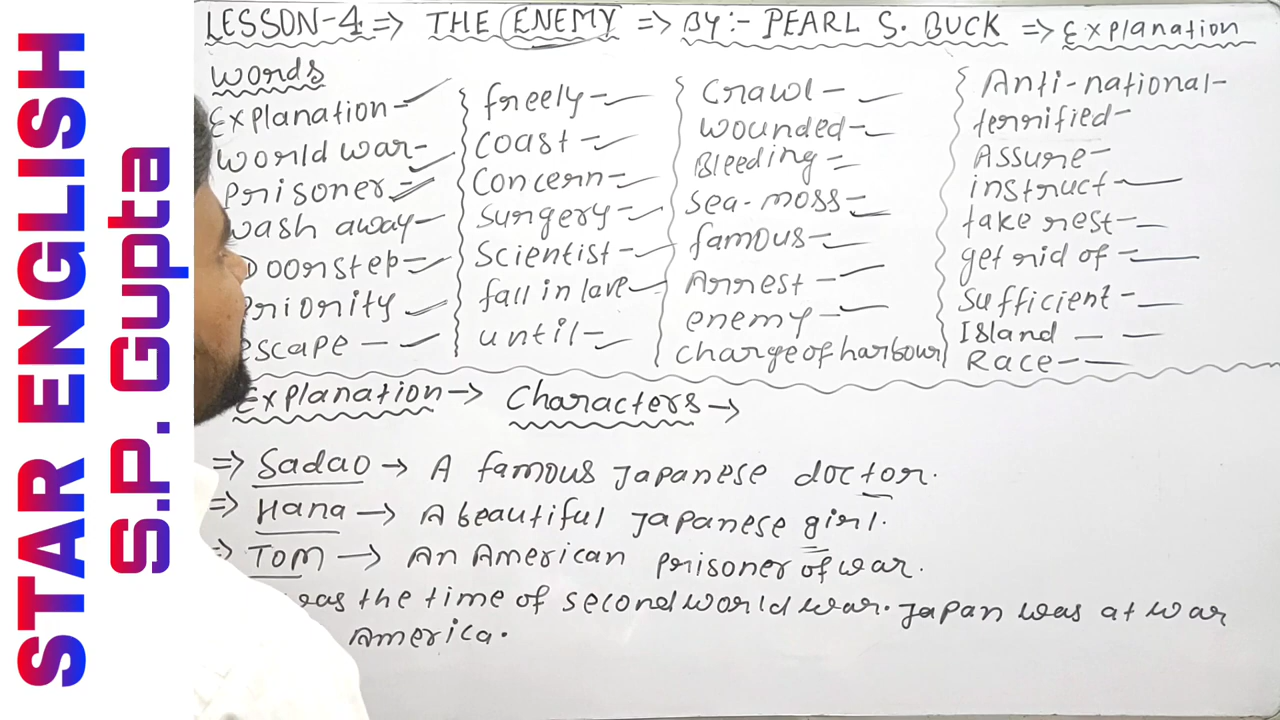 STAR ENGLISH
S.P. Gupta
LESSON-4 => THE ENEMY => By:- PEARL S. BUCK => Explanation
Words
Explanation-
World war-
Prisoner-
wash away-
Doorstep-
Priority
escape -
freely-
Coast-
Concern-
Surgery-
Scientist-
fall in love-
until-
Crawl-
wounded-
Bleeding-
Sea-moss-
famous-
Arrest-
enemy-
Charge of harbour
Anti-national-
terrified-
Assure-
instruct-
take rest-
get rid of-
Sufficient-
Island -
Race-
Explanation-> Characters->
=> Sadao -> A famous Japanese doctor.
=> Hana -> A beautiful Japanese girl.
=> Tom -> An American prisoner of war.
was the time of second world war. Japan was at war
America.